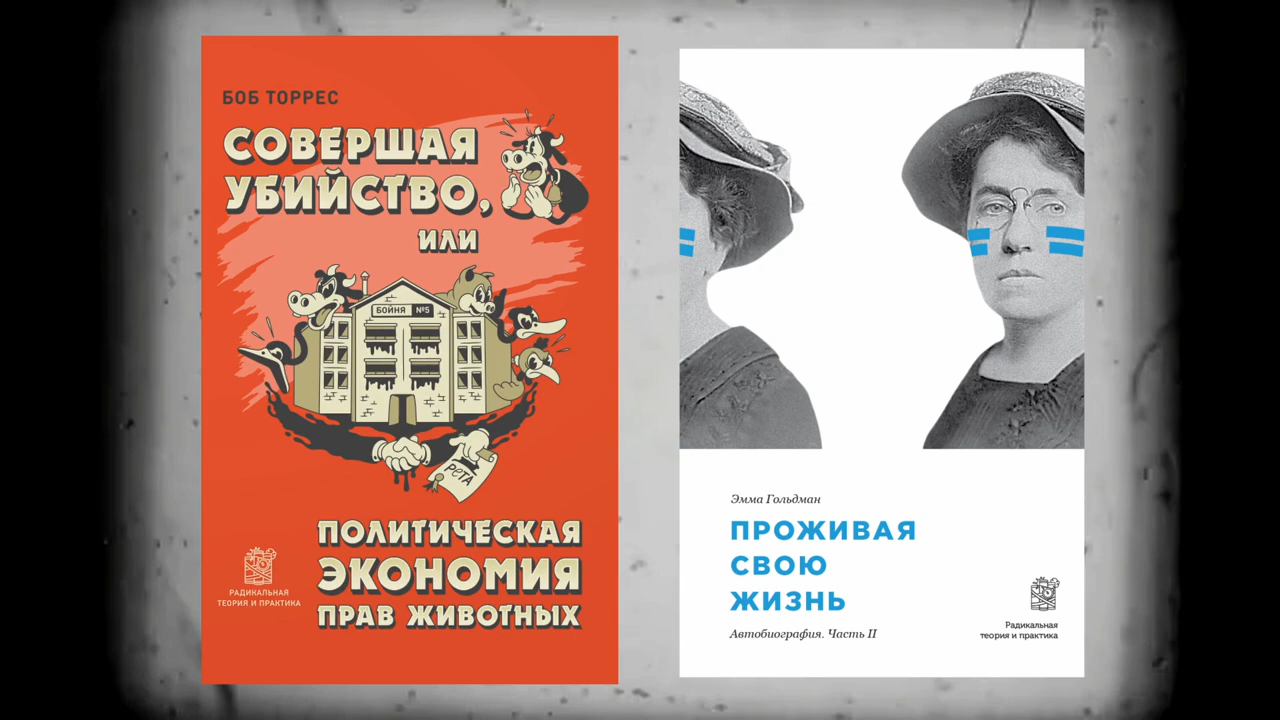 БОБ ТОРРЕС
СОВЕРШАЯ
УБИЙСТВО,
ИЛИ
БОЙНЯ №5
PETA
ПОЛИТИЧЕСКАЯ
ЭКОНОМИЯ
ПРАВ ЖИВОТНЫХ
РАДИКАЛЬНАЯ
ТЕОРИЯ И ПРАКТИКА
Эмма Гольдман
ПРОЖИВАЯ
СВОЮ
ЖИЗНЬ
Автобиография. Часть II
Радикальная
теория и практика